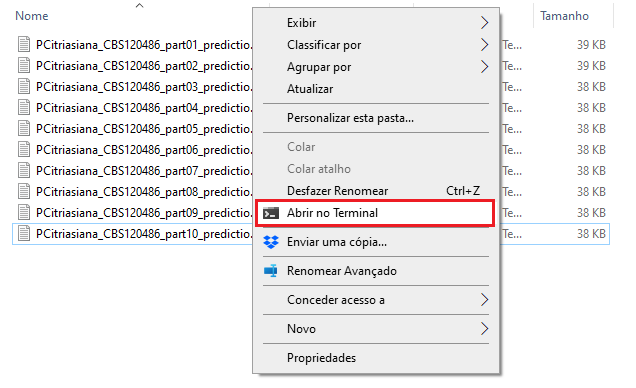 Nome Tamanho
Exibir
PCitriasiana_CBS120486_part01_predictio... Classificar por Te... 39 KB
PCitriasiana_CBS120486_part02_predictio... Agrupar por Te... 39 KB
PCitriasiana_CBS120486_part03_predictio... Atualizar Te... 38 KB
PCitriasiana_CBS120486_part04_predictio... Personalizar esta pasta... Te... 38 KB
PCitriasiana_CBS120486_part05_predictio... Te... 38 KB
PCitriasiana_CBS120486_part06_predictio... Colar Te... 38 KB
PCitriasiana_CBS120486_part07_predictio... Colar atalho Te... 38 KB
PCitriasiana_CBS120486_part08_predictio... Desfazer Renomear Ctrl+Z Te... 38 KB
PCitriasiana_CBS120486_part09_predictio... Abrir no Terminal Te... 38 KB
PCitriasiana_CBS120486_part10_predictio... Enviar uma cópia... Te... 38 KB
Renomear Avançado
Conceder acesso a
Novo
Propriedades